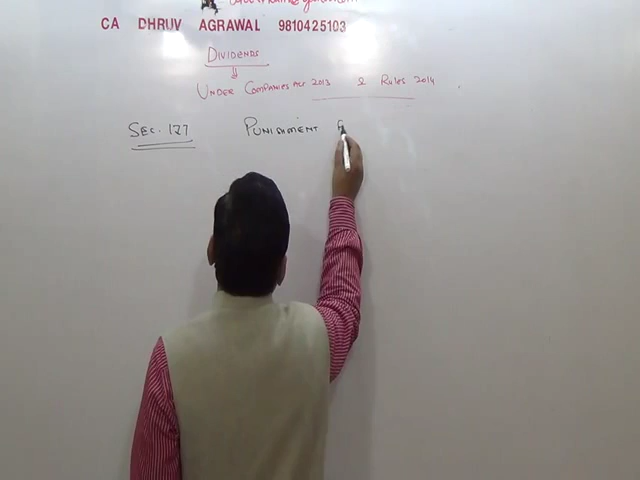 CA DHRUV AGRAWAL 9810425103
DIVIDENDS
⇓
UNDER COMPANIES ACT 2013 & RULES 2014
SEC. 127 PUNISHMENT